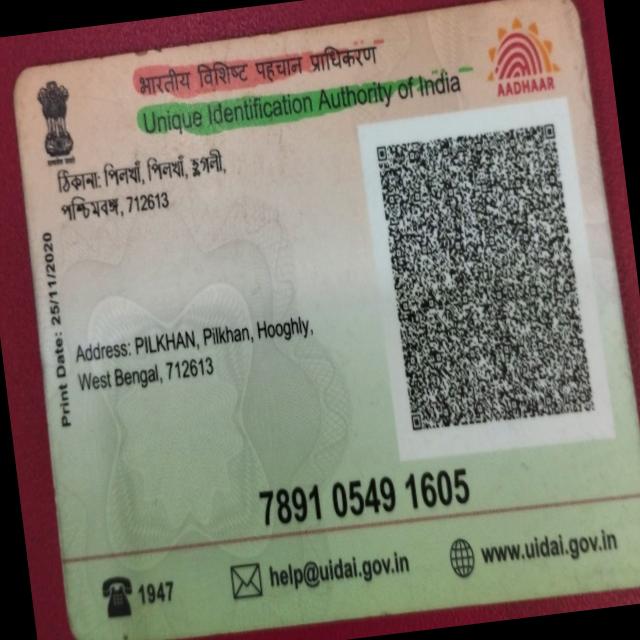 भारतीय विशिष्ट पहचान प्राधिकरण
Unique Identification Authority of India
AADHAAR
ঠিকানা: পিলখাঁ, পিলখাঁ, হুগলী,
পশ্চিমবঙ্গ, 712613
Print Date: 25/11/2020
Address: PILKHAN, Pilkhan, Hooghly,
West Bengal, 712613
7891 0549 1605
1947
help@uidai.gov.in
www.uidai.gov.in